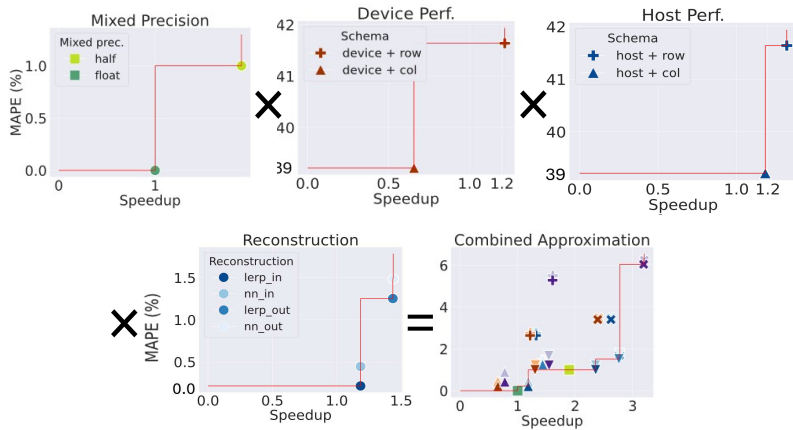 Mixed Precision
Mixed prec.
half
float
MAPE (%)
1.0
0.5
0.0
0
1
Speedup
×
Device Perf.
Schema
device + row
device + col
42
41
40
39
0.0
0.5
1.0
1.2
Speedup
×
Host Perf.
Schema
host + row
host + col
42
41
40
39
0.0
0.5
1.0
1.2
Speedup
×
Reconstruction
Reconstruction
lerp_in
nn_in
lerp_out
nn_out
MAPE (%)
1.5
1.0
0.5
0.0
0.0
0.5
1.0
1.5
Speedup
=
Combined Approximation
6
4
2
0
0
1
2
3
Speedup